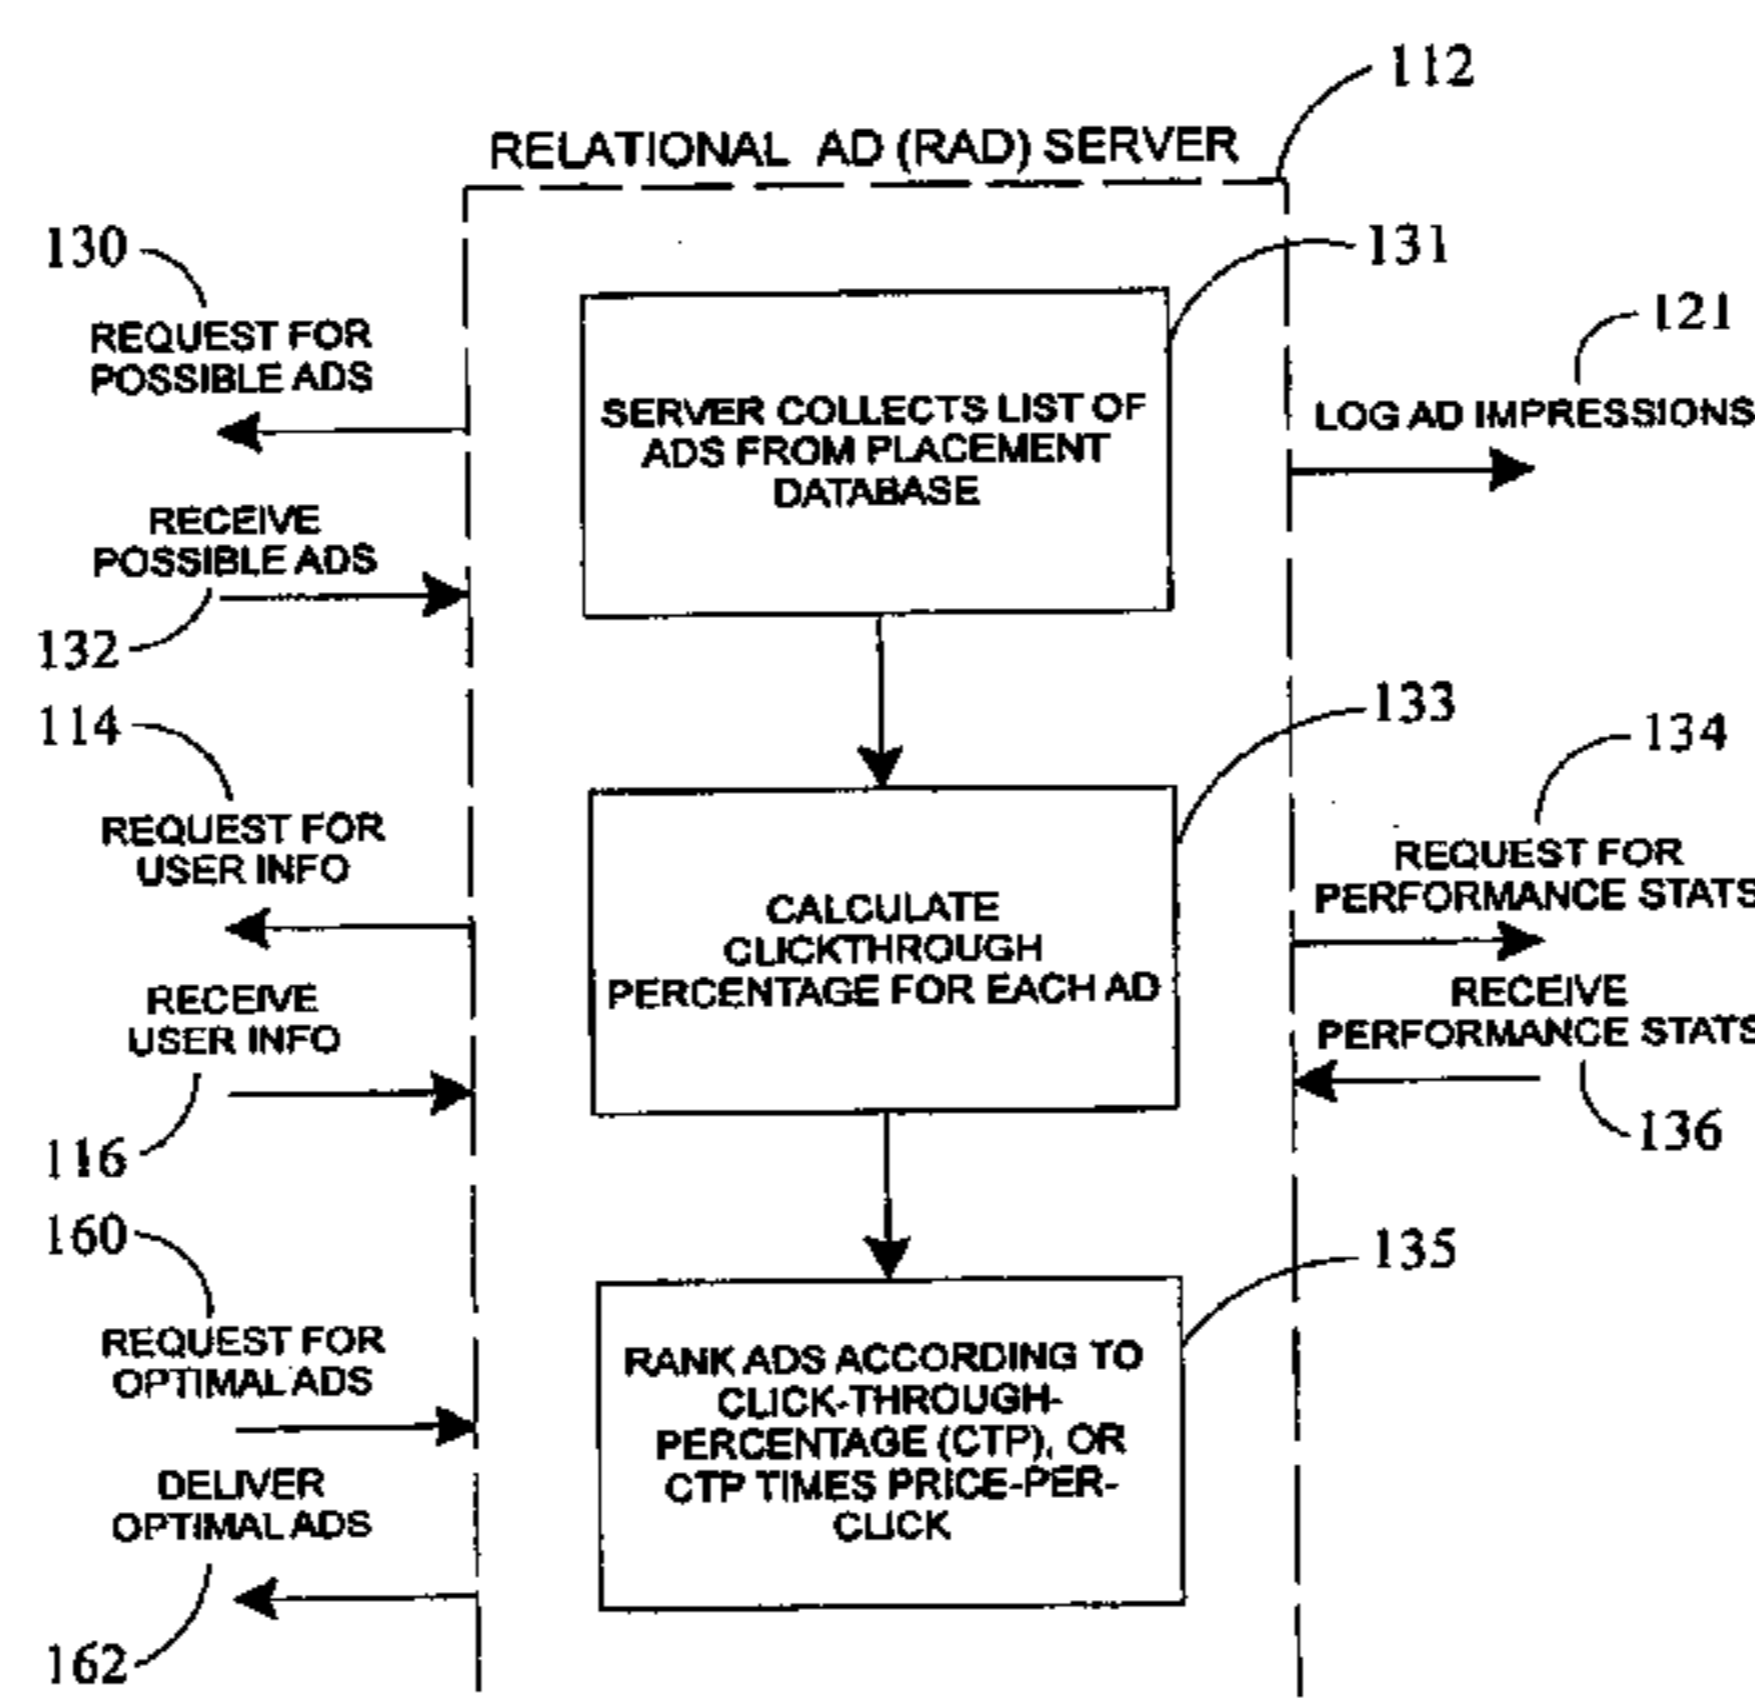 112
RELATIONAL AD (RAD) SERVER
130
REQUEST FOR
POSSIBLE ADS
RECEIVE
POSSIBLE ADS
132
114
REQUEST FOR
USER INFO
RECEIVE
USER INFO
116
160
REQUEST FOR
OPTIMAL ADS
DELIVER
OPTIMAL ADS
162
131
SERVER COLLECTS LIST OF
ADS FROM PLACEMENT
DATABASE
133
CALCULATE
CLICKTHROUGH
PERCENTAGE FOR EACH AD
135
RANK ADS ACCORDING TO
CLICK-THROUGH-
PERCENTAGE (CTP), OR
CTP TIMES PRICE-PER-
CLICK
121
LOG AD IMPRESSIONS
134
REQUEST FOR
PERFORMANCE STATS
RECEIVE
PERFORMANCE STATS
136